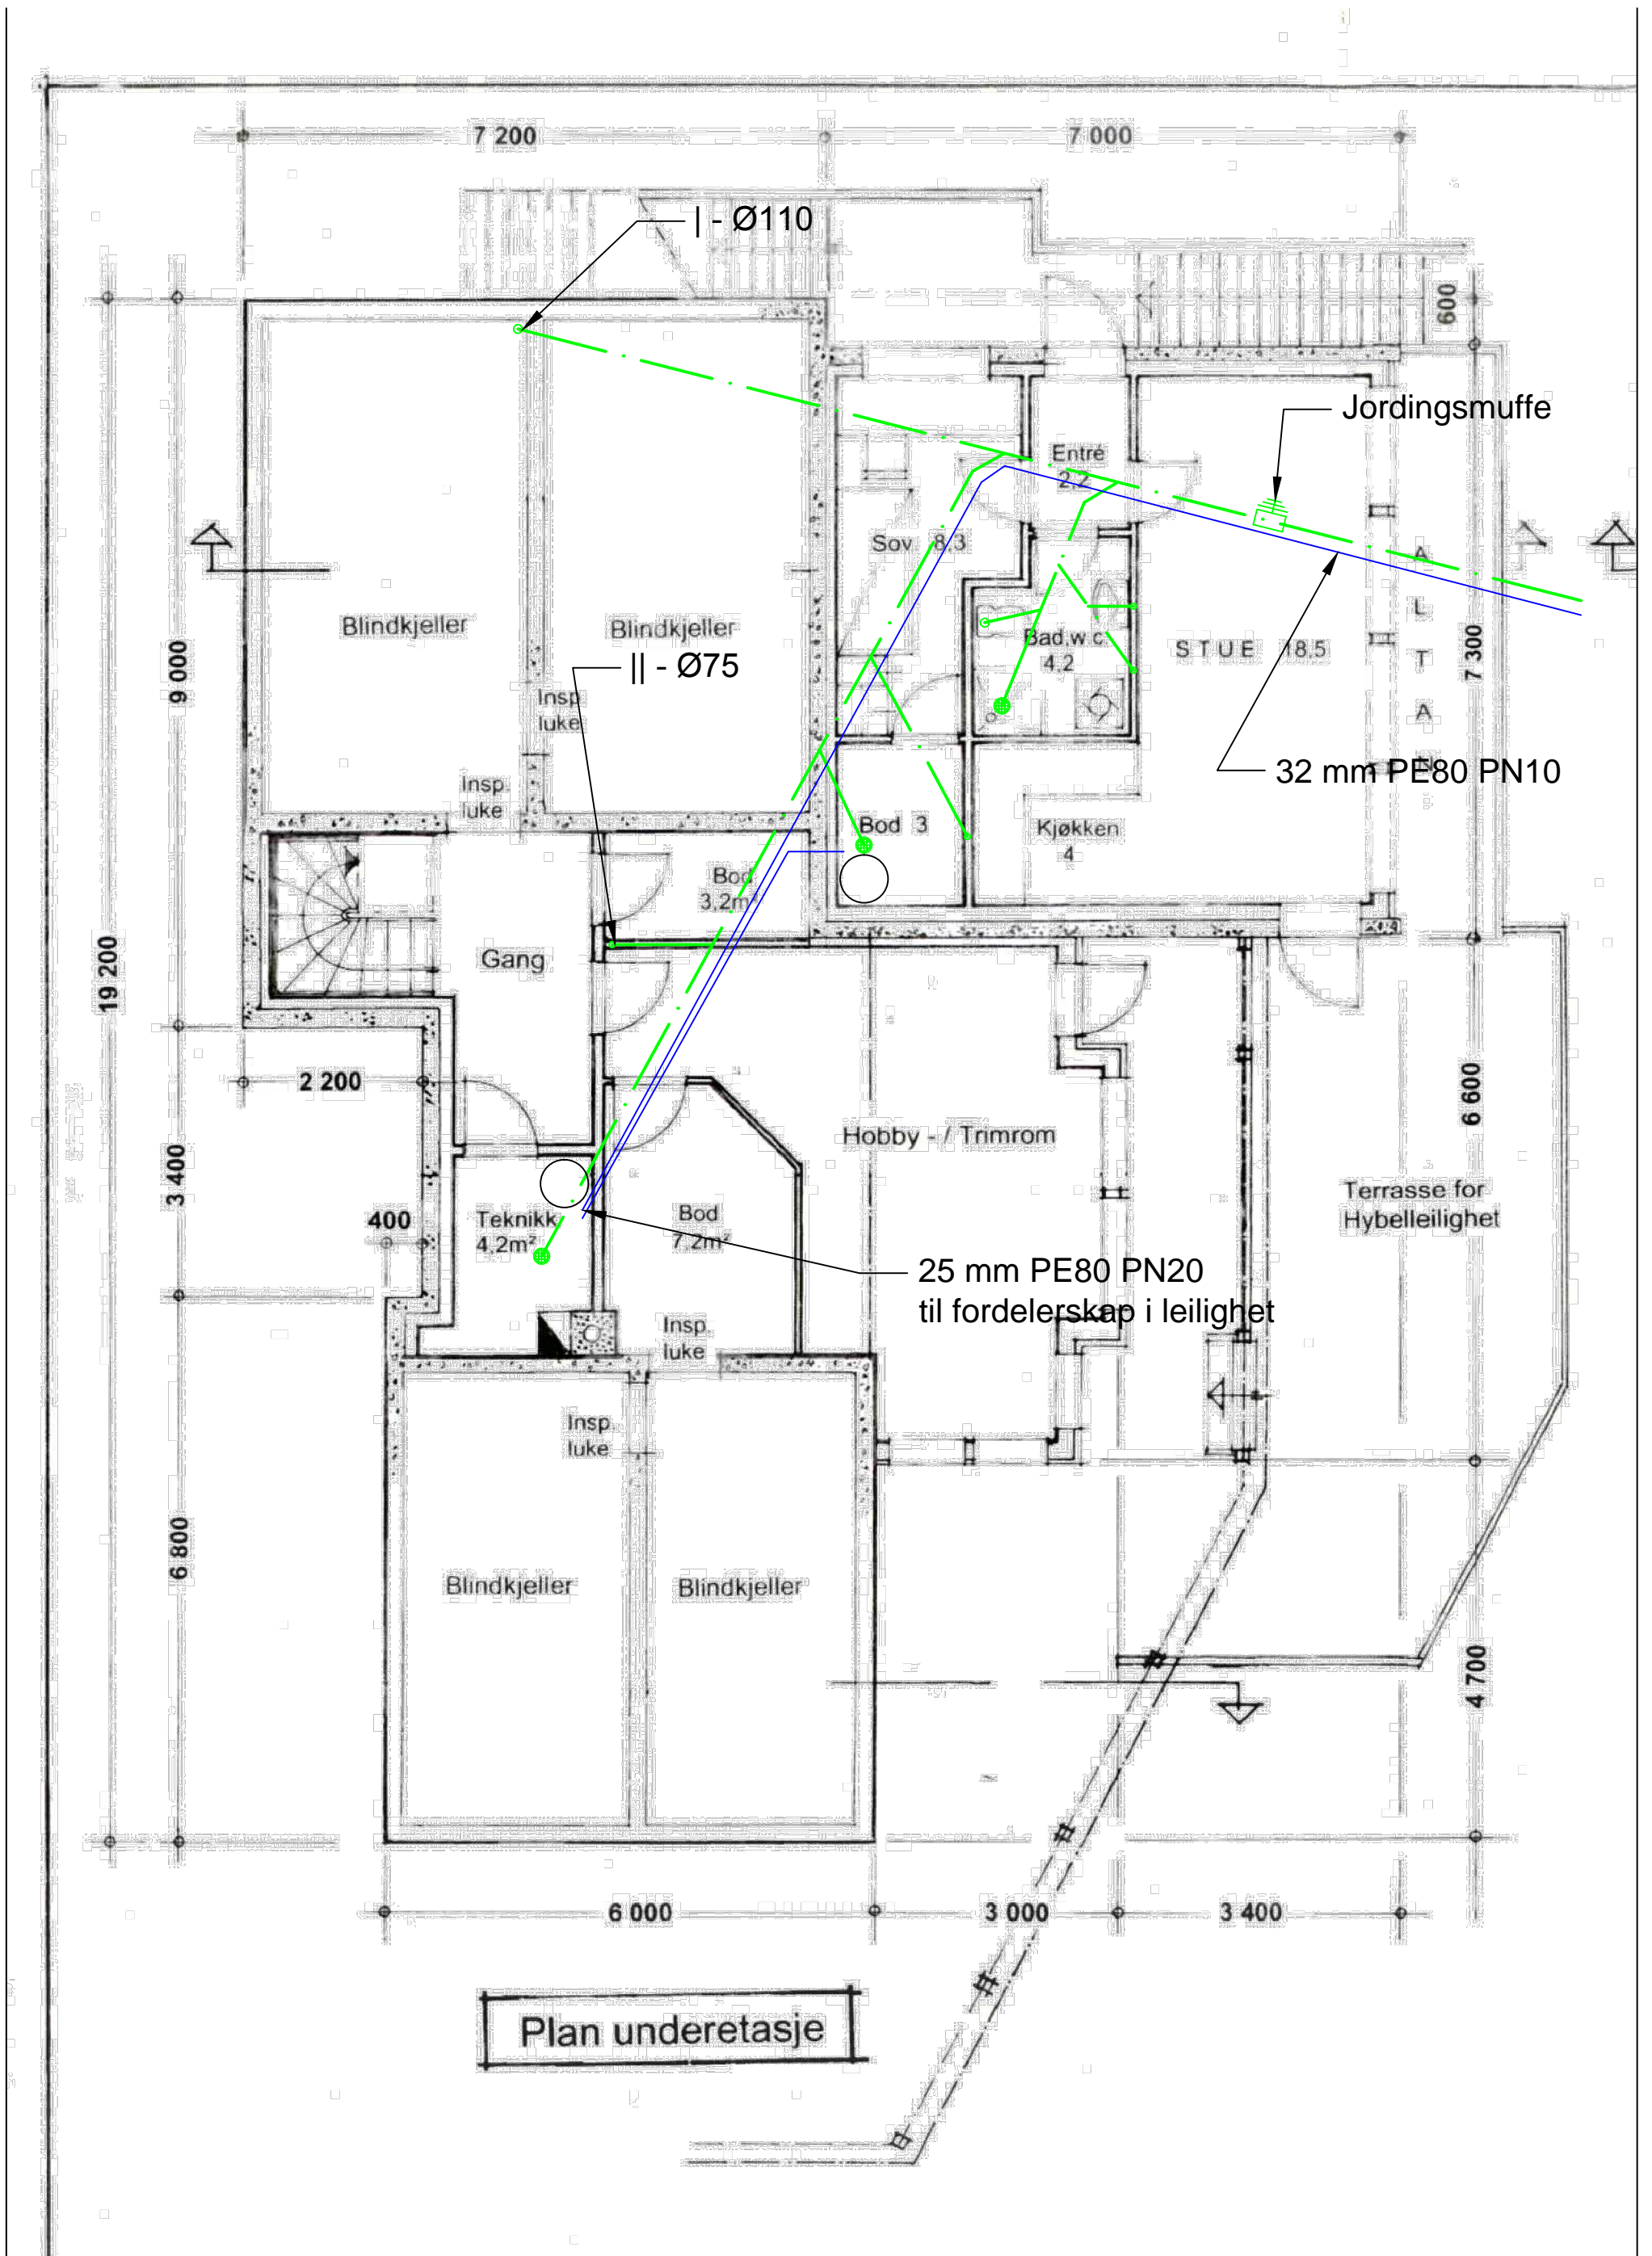 7 200
7 000
| - Ø110
600
Jordingsmuffe
Entré
2,2
Sov. 8,3
A
L
T
A
N
Blindkjeller
Blindkjeller
Bad,w.c.
4,2
STUE 18,5
9 000
7 300
|| - Ø75
Insp.
luke
Insp.
luke
32 mm PE80 PN10
Bod 3
Kjøkken
4
Bod
3,2m²
19 200
Gang
2 200
6 600
Hobby - / Trimrom
3 400
Terrasse for
Hybelleilighet
400
Teknikk
4,2m²
Bod
7,2m²
25 mm PE80 PN20
til fordelerskap i leilighet
Insp.
luke
Insp.
luke
6 800
Blindkjeller
Blindkjeller
4 700
6 000
3 000
3 400
Plan underetasje